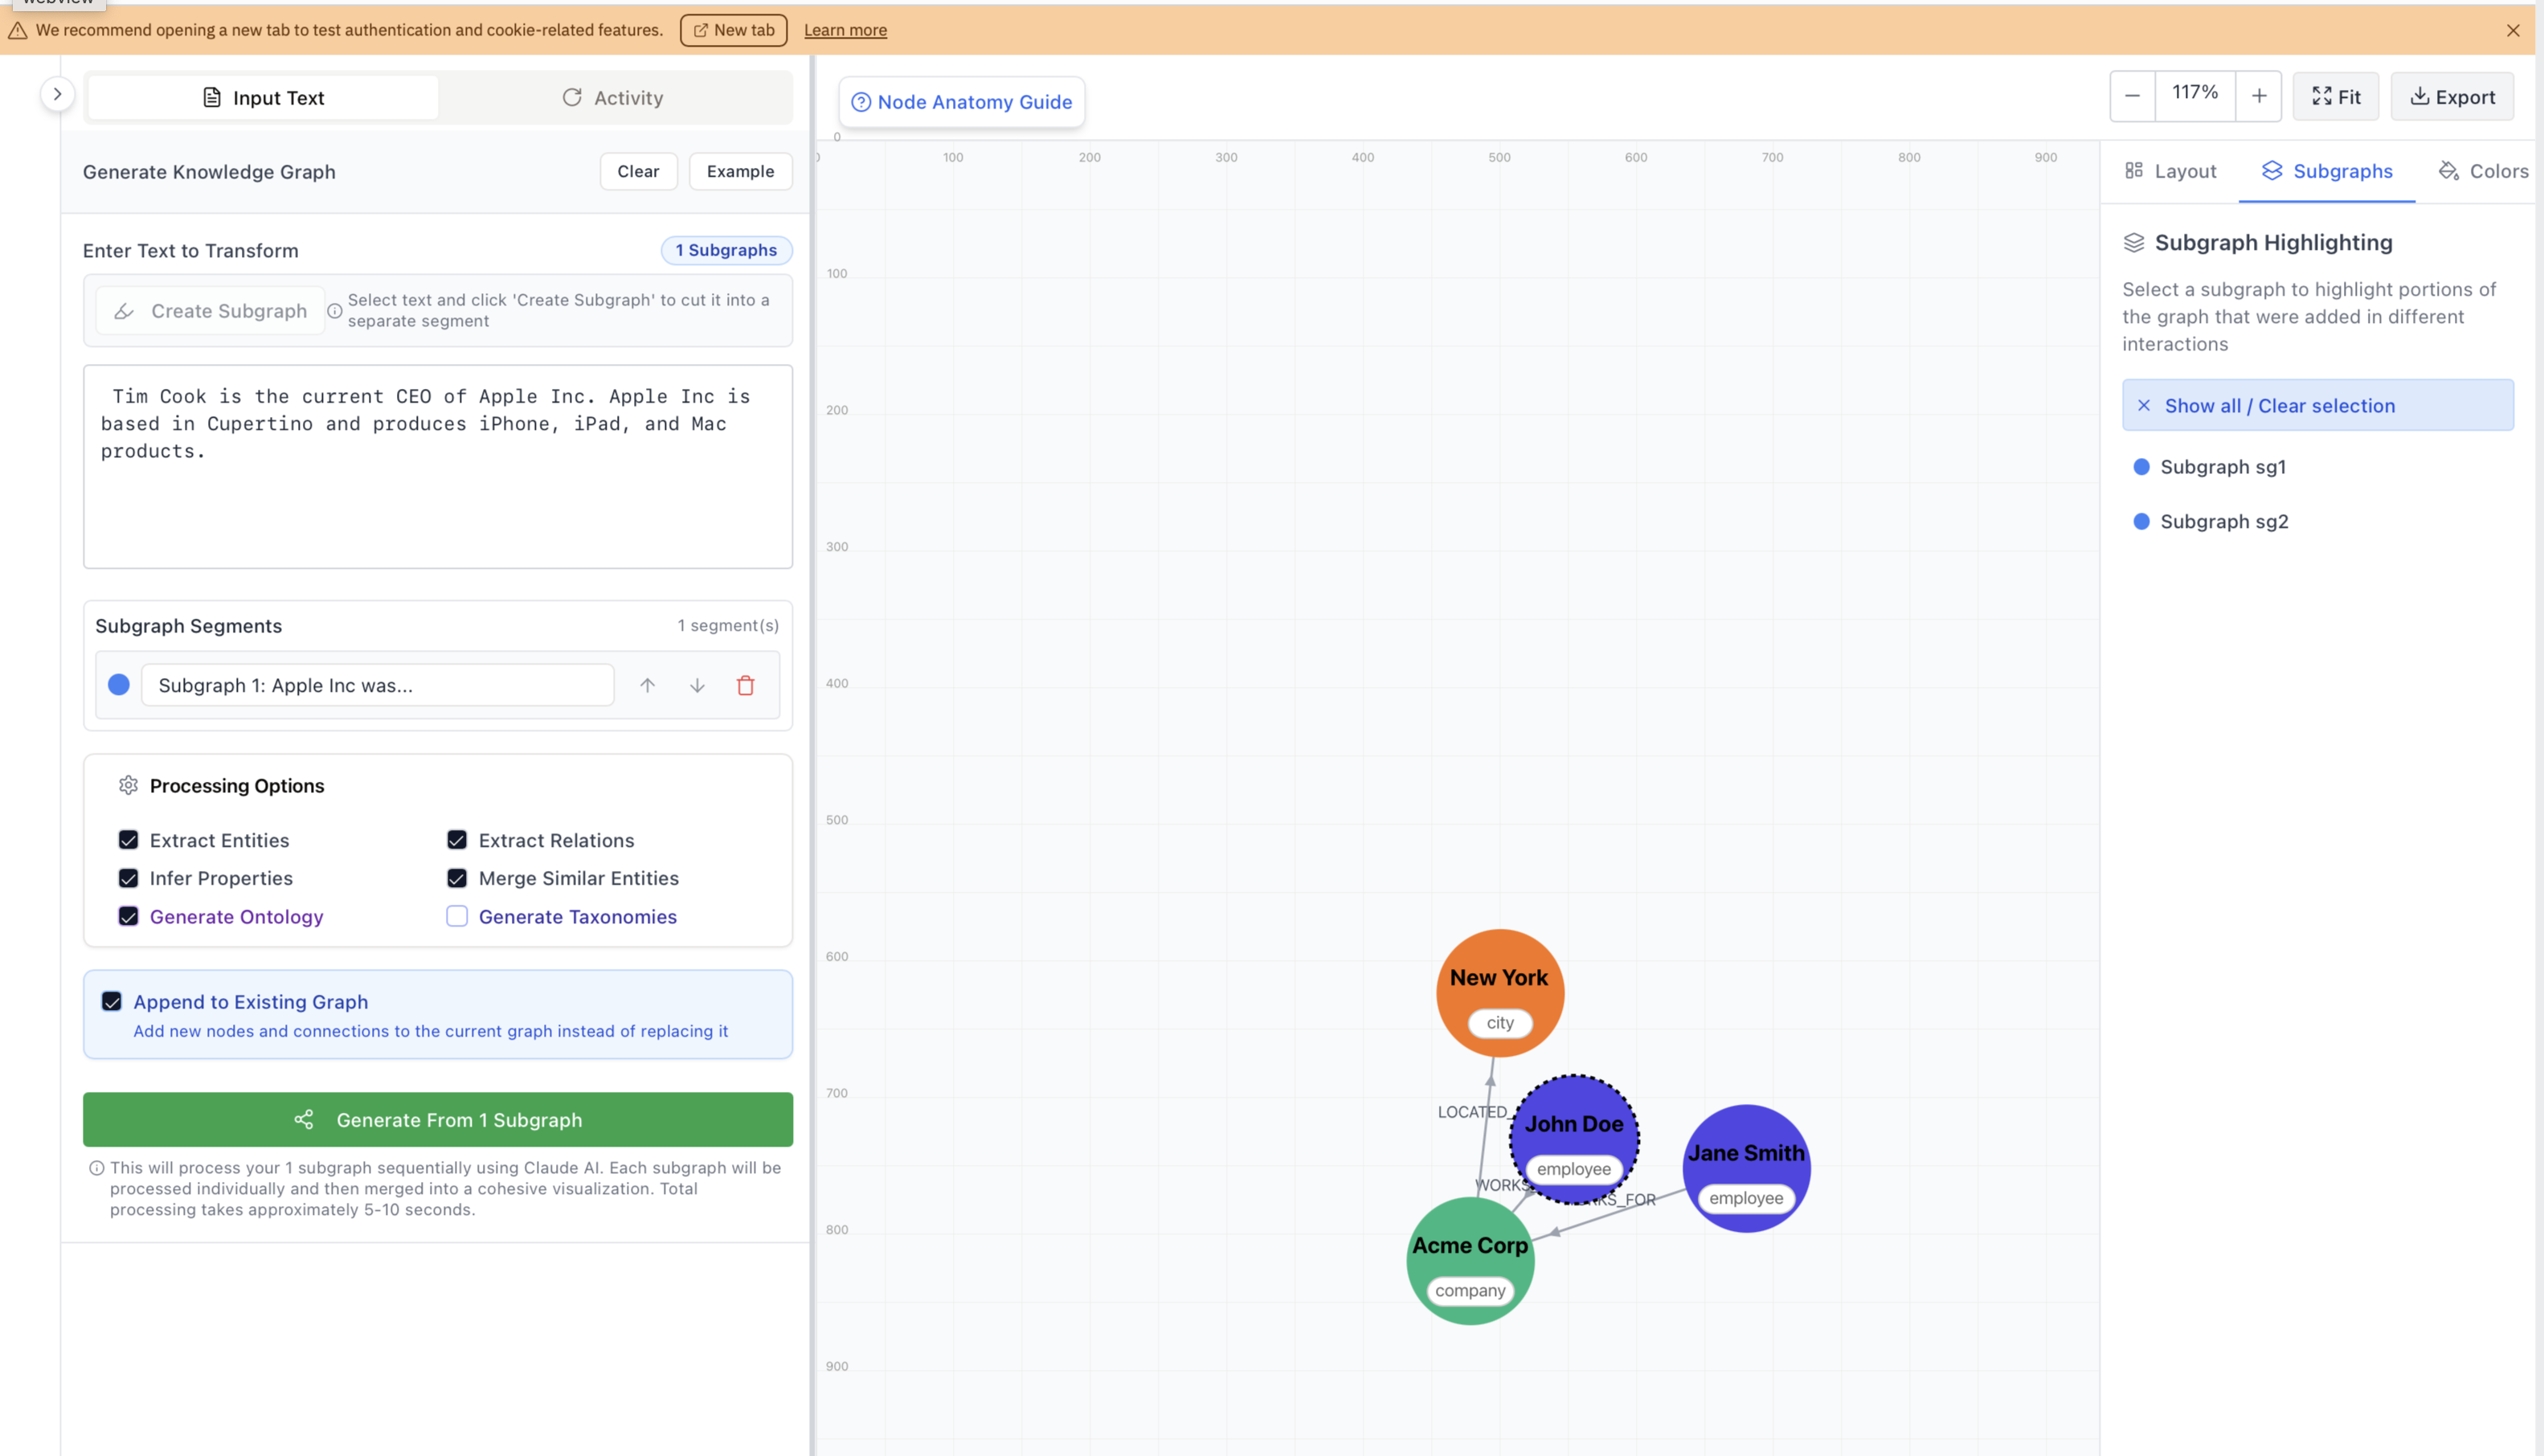 webview
We recommend opening a new tab to test authentication and cookie-related features. New tab Learn more
Input Text
Activity
Generate Knowledge Graph
Clear
Example
Enter Text to Transform
1 Subgraphs
Create Subgraph
Select text and click 'Create Subgraph' to cut it into a
separate segment
Tim Cook is the current CEO of Apple Inc. Apple Inc is
based in Cupertino and produces iPhone, iPad, and Mac
products.
Subgraph Segments
1 segment(s)
Subgraph 1: Apple Inc was...
Processing Options
Extract Entities
Extract Relations
Infer Properties
Merge Similar Entities
Generate Ontology
Generate Taxonomies
Append to Existing Graph
Add new nodes and connections to the current graph instead of replacing it
Generate From 1 Subgraph
This will process your 1 subgraph sequentially using Claude AI. Each subgraph will be
processed individually and then merged into a cohesive visualization. Total
processing takes approximately 5-10 seconds.
Node Anatomy Guide
117%
Fit
Export
0
0 100 200 300 400 500 600 700 800 900
100
200
300
400
500
600
700
800
900
New York
city
LOCATED_
John Doe
employee
WORKS
KS_FOR
Jane Smith
employee
Acme Corp
company
Layout
Subgraphs
Colors
Subgraph Highlighting
Select a subgraph to highlight portions of
the graph that were added in different
interactions
Show all / Clear selection
Subgraph sg1
Subgraph sg2